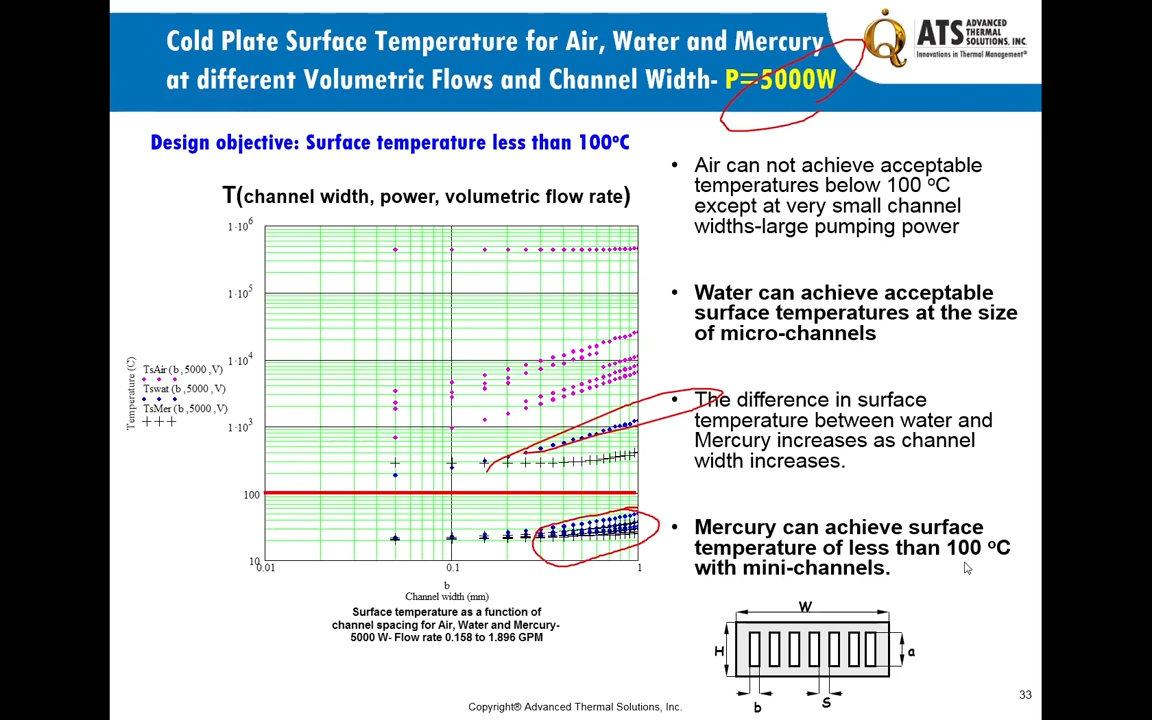 Cold Plate Surface Temperature for Air, Water and Mercury
at different Volumetric Flows and Channel Width- P=5000W
ATS ADVANCED
THERMAL
SOLUTIONS, INC.
Innovations in Thermal Management®
Design objective: Surface temperature less than 100ºC
T(channel width, power, volumetric flow rate)
1·10⁶
1·10⁵
1·10⁴
1·10³
100
10
0.01
0.1
1
Temperature (C)
TsAir (b ,5000 ,V)
Tswat (b ,5000 ,V)
TsMer (b ,5000 ,V)
b
Channel width (mm)
Surface temperature as a function of
channel spacing for Air, Water and Mercury-
5000 W- Flow rate 0.158 to 1.896 GPM
• Air can not achieve acceptable
temperatures below 100 ºC
except at very small channel
widths-large pumping power
• Water can achieve acceptable
surface temperatures at the size
of micro-channels
• The difference in surface
temperature between water and
Mercury increases as channel
width increases.
• Mercury can achieve surface
temperature of less than 100 ºC
with mini-channels.
W
H
a
b
S
Copyright® Advanced Thermal Solutions, Inc.
33